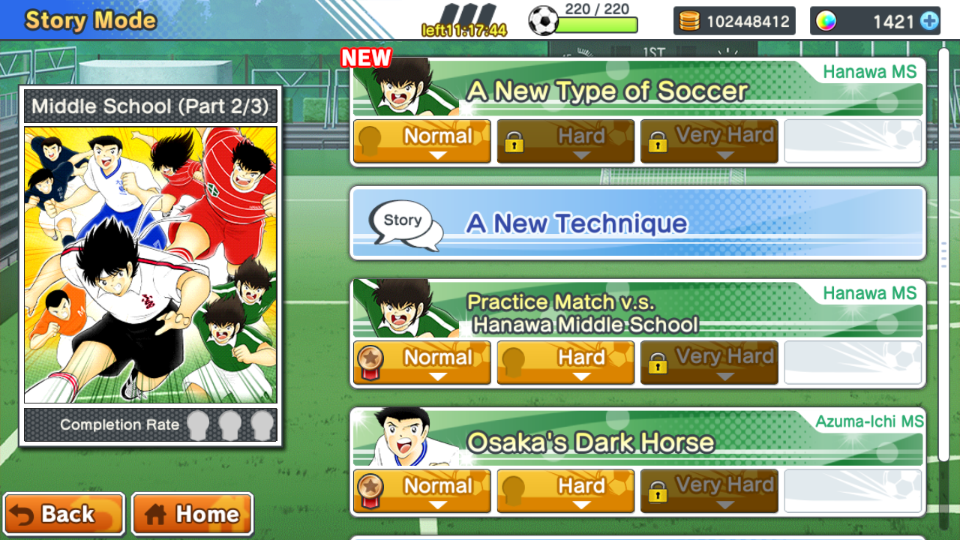 Story Mode
left11:17:44
220 / 220
102448412
1421
1ST
Middle School (Part 2/3)
Completion Rate
Back
Home
NEW
Hanawa MS
A New Type of Soccer
Normal
Hard
Very Hard
Story
A New Technique
Hanawa MS
Practice Match v.s.
Hanawa Middle School
Normal
Hard
Very Hard
Azuma-Ichi MS
Osaka's Dark Horse
Normal
Hard
Very Hard